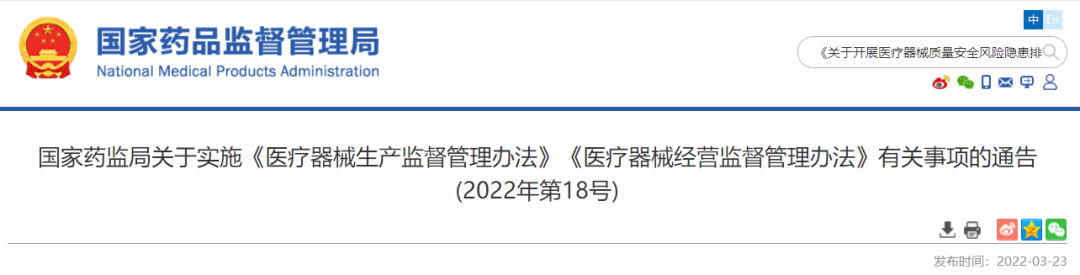 中 En
国家药品监督管理局
National Medical Products Administration
《关于开展医疗器械质量安全风险隐患排
国家药监局关于实施《医疗器械生产监督管理办法》《医疗器械经营监督管理办法》有关事项的通告
(2022年第18号)
发布时间：2022-03-23